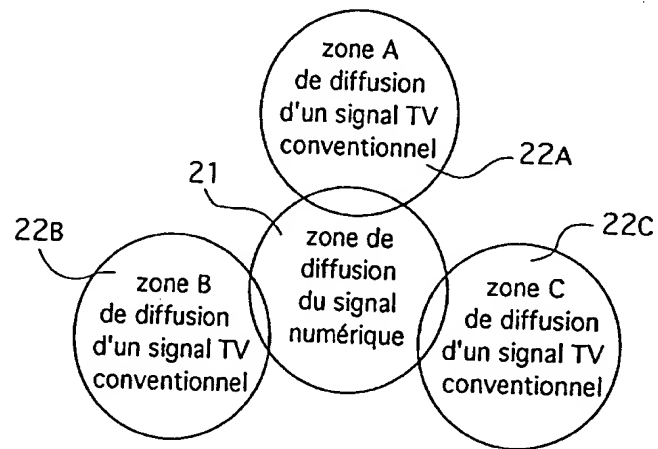 zone A
de diffusion
d'un signal TV
conventionnel
22A
21
zone de
diffusion
du signal
numérique
22B
zone B
de diffusion
d'un signal TV
conventionnel
22C
zone C
de diffusion
d'un signal TV
conventionnel